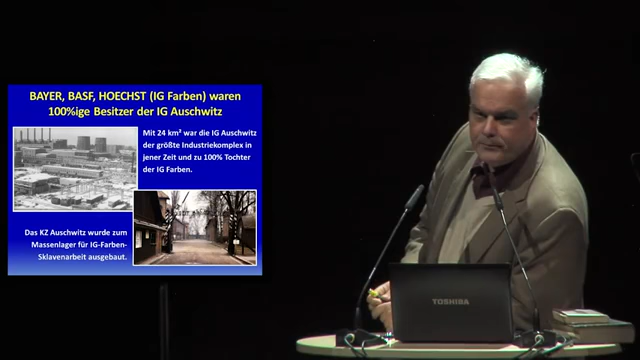 BAYER, BASF, HOECHST (IG Farben) waren
100%ige Besitzer der IG Auschwitz
Mit 24 km² war die IG Auschwitz
der größte Industriekomplex in
jener Zeit und zu 100% Tochter
der IG Farben.
Das KZ Auschwitz wurde zum
Massenlager für IG-Farben-
Sklavenarbeit ausgebaut.
TOSHIBA